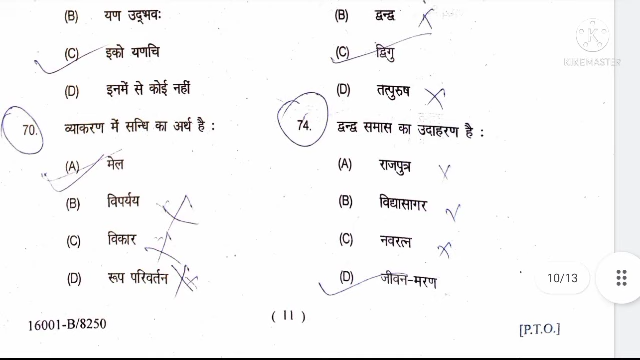 (B) यण उद्भवः
(C) इको यणचि
(D) इनमें से कोई नहीं
70. व्याकरण में सन्धि का अर्थ है :
(A) मेल
(B) विपर्यय
(C) विकार
(D) रूप परिवर्तन
16001-B/8250
(B) द्वन्द्व
(C) द्विगु
(D) तत्पुरुष
74. द्वन्द्व समास का उदाहरण है :
(A) राजपुत्र
(B) विद्यासागर
(C) नवरत्न
(D) जीवन-मरण
( 11 )
[P.T.O.]
10/13
KINEMASTER